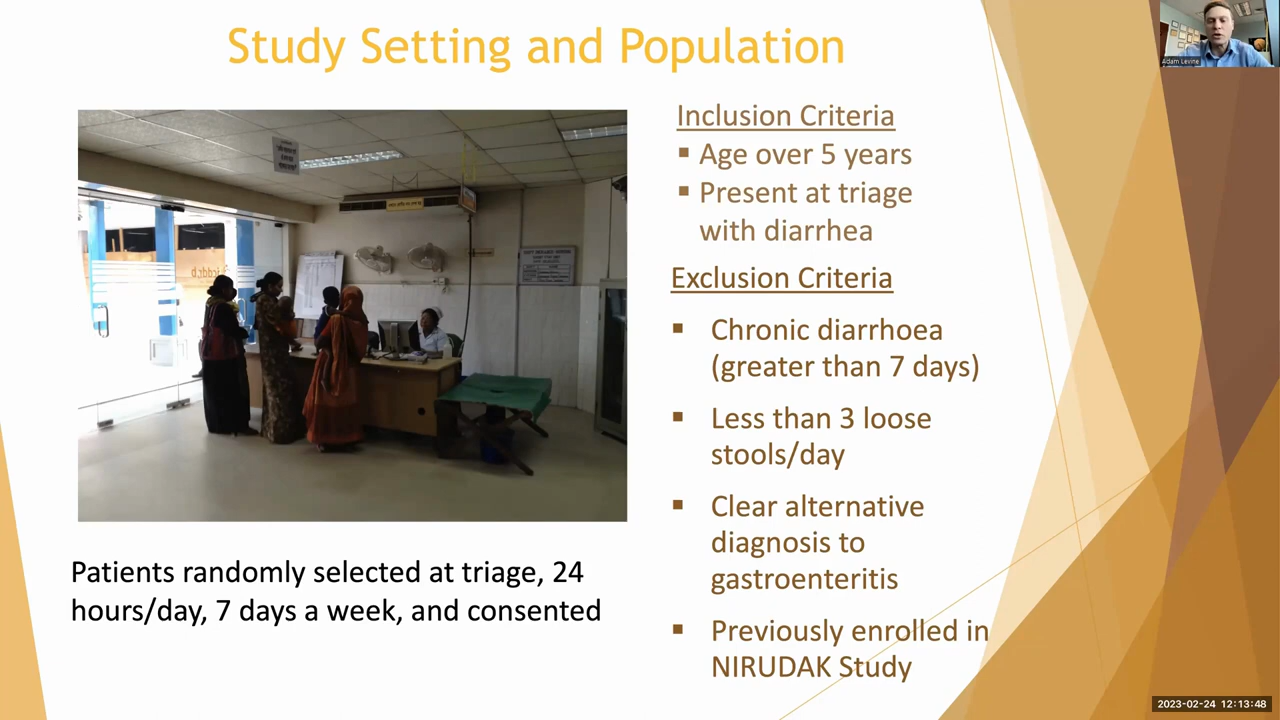 Study Setting and Population
Adam Levine
Inclusion Criteria
▪ Age over 5 years
▪ Present at triage
with diarrhea
Exclusion Criteria
▪ Chronic diarrhoea
(greater than 7 days)
▪ Less than 3 loose
stools/day
▪ Clear alternative
diagnosis to
gastroenteritis
▪ Previously enrolled in
NIRUDAK Study
Patients randomly selected at triage, 24
hours/day, 7 days a week, and consented
2023-02-24 12:13:48